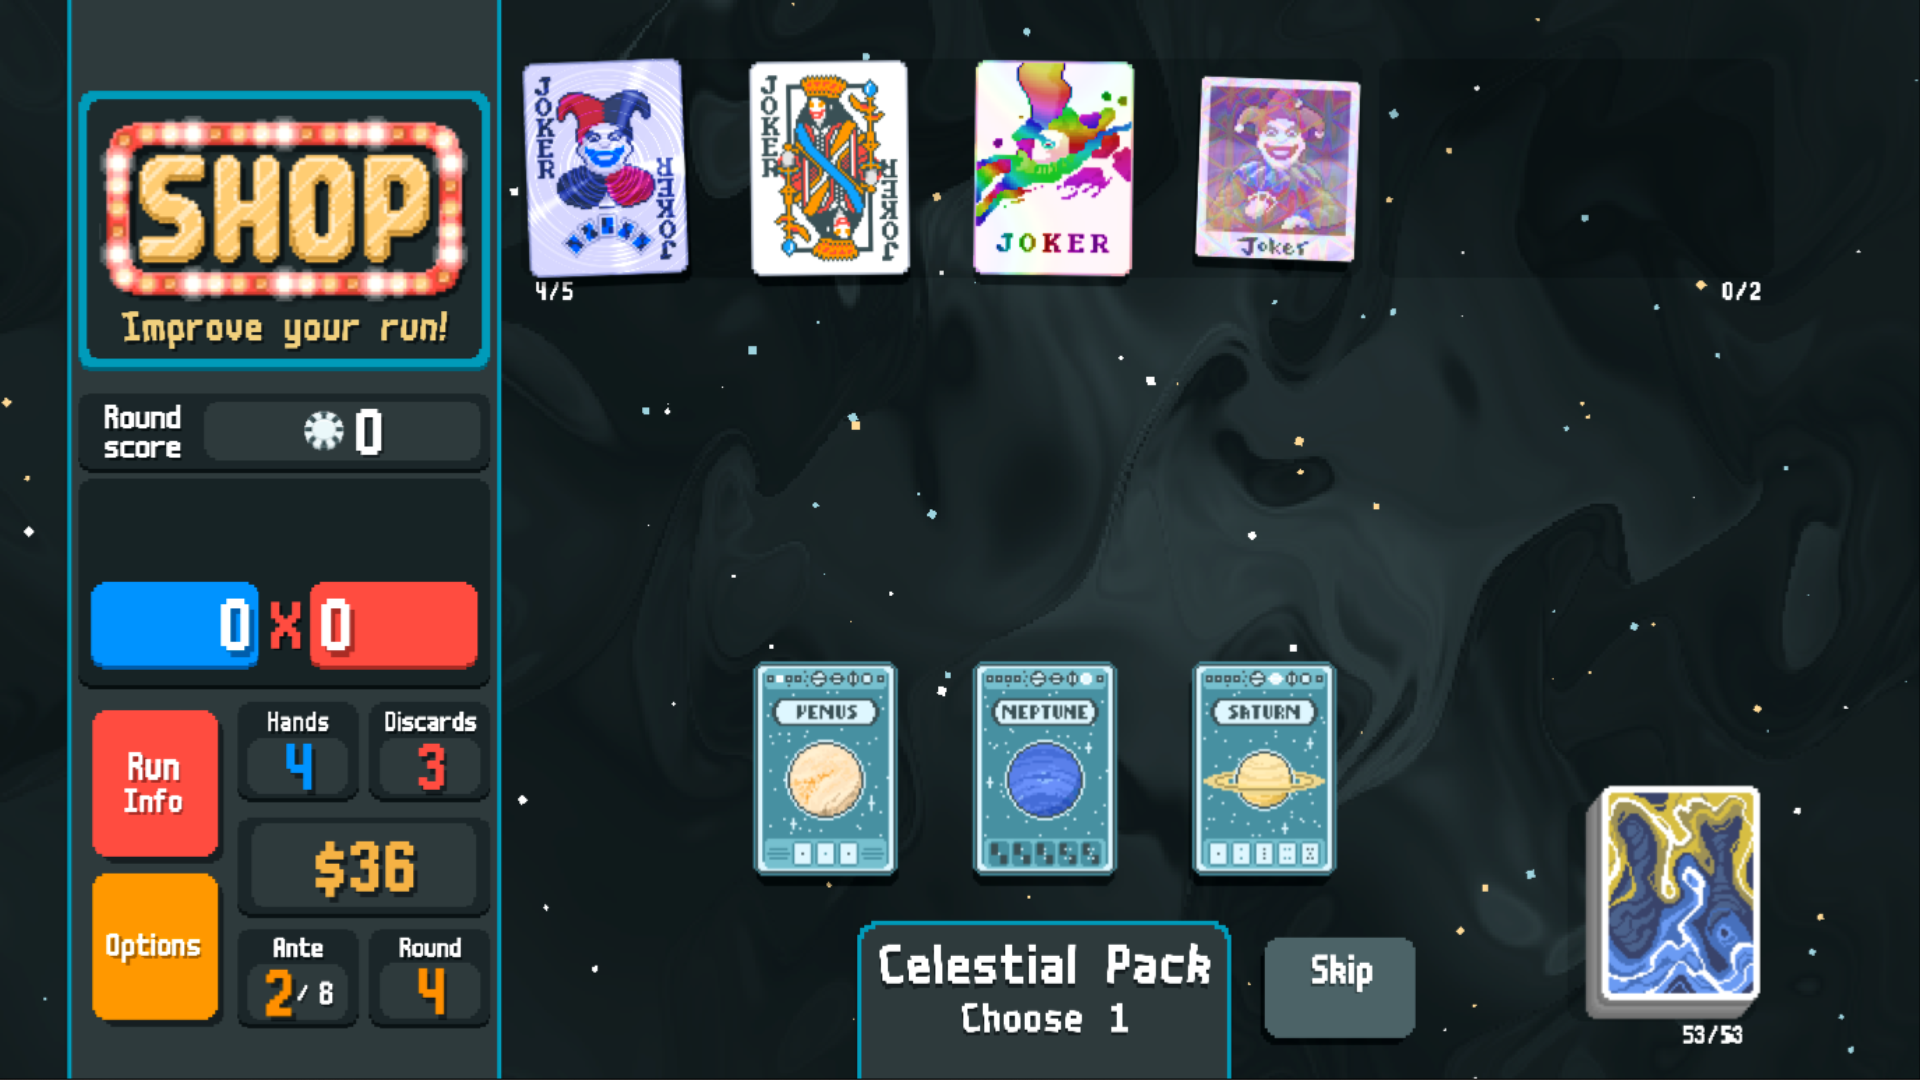 SHOP
Improve your run!
Round
score
0
0 X 0
Run
Info
Hands
4
Discards
3
$36
Options
Ante
2/8
Round
4
JOKER
JOKER
4/5
JOKER
JOKER
JOKER
Joker
0/2
VENUS
NEPTUNE
SATURN
Celestial Pack
Choose 1
Skip
53/53